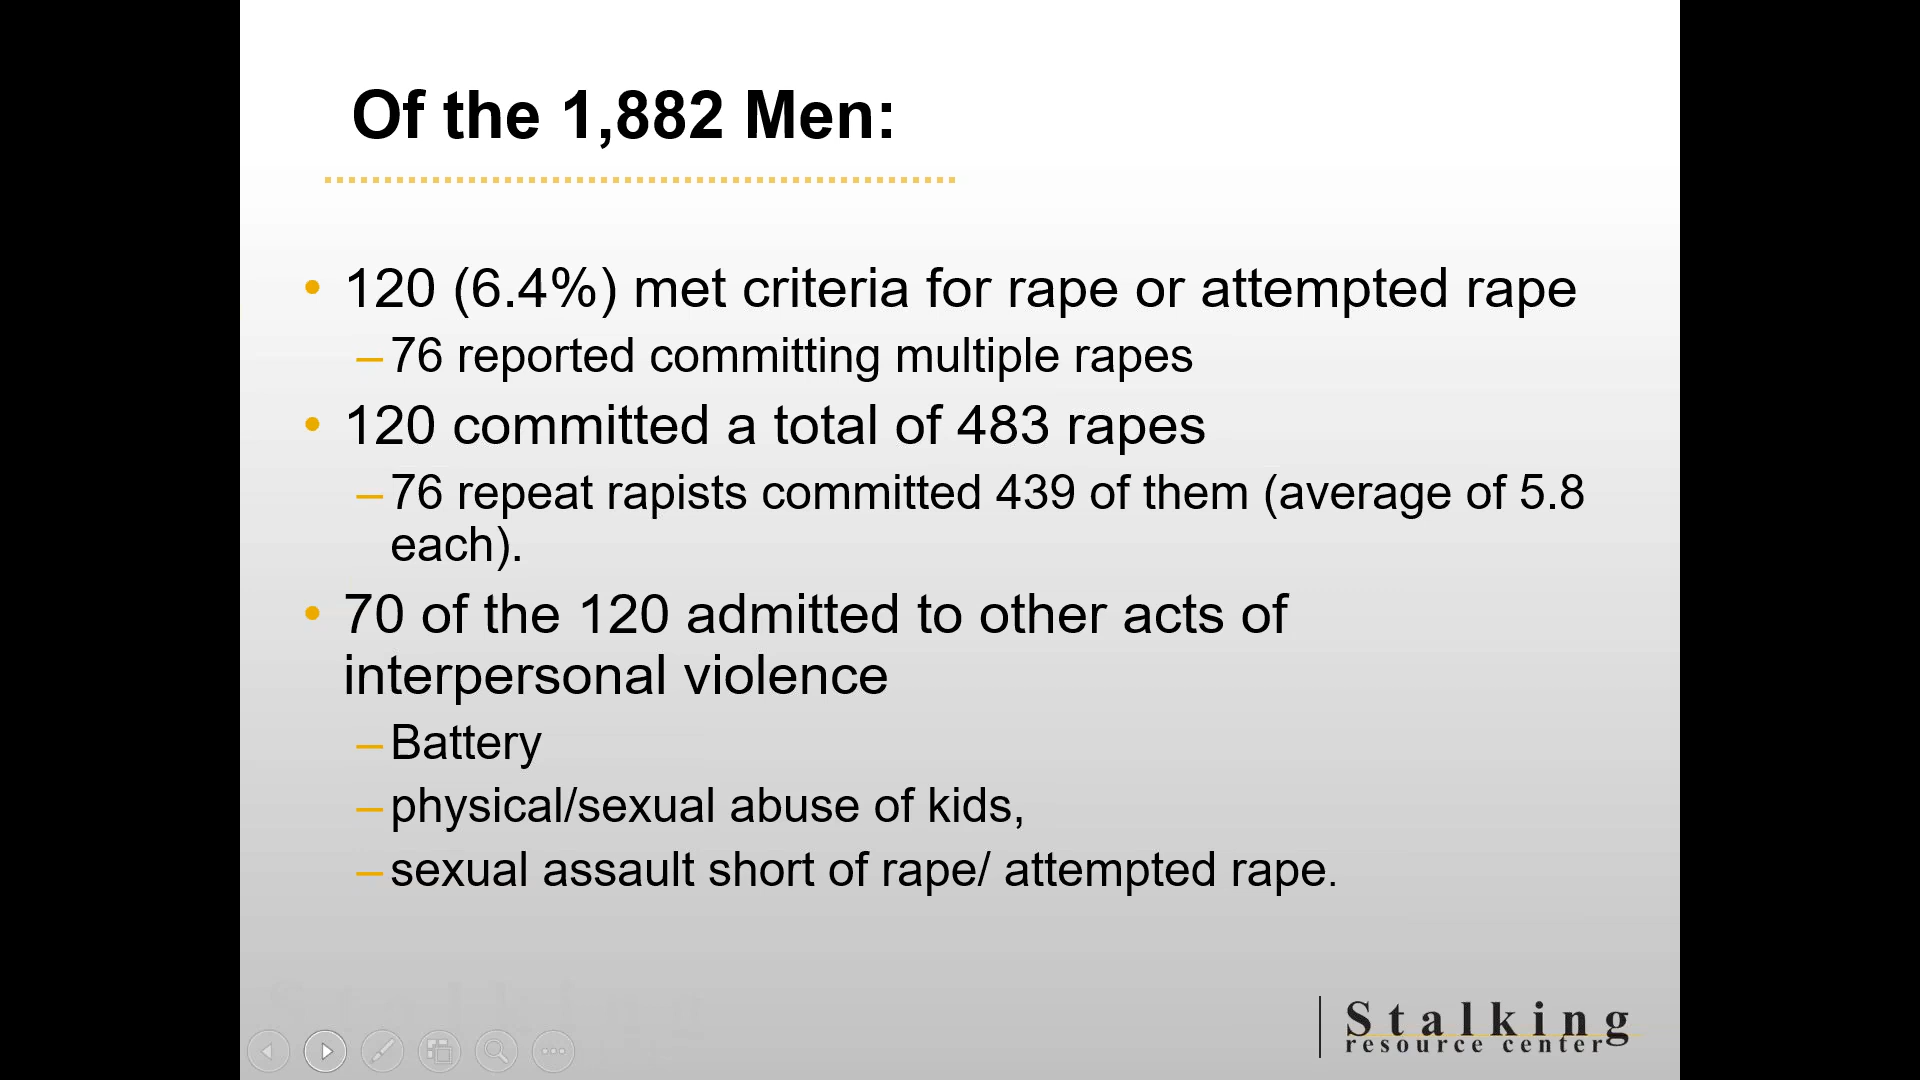 Of the 1,882 Men:
• 120 (6.4%) met criteria for rape or attempted rape
– 76 reported committing multiple rapes
• 120 committed a total of 483 rapes
– 76 repeat rapists committed 439 of them (average of 5.8
each).
• 70 of the 120 admitted to other acts of
interpersonal violence
– Battery
– physical/sexual abuse of kids,
– sexual assault short of rape/ attempted rape.
Stalking
resource center